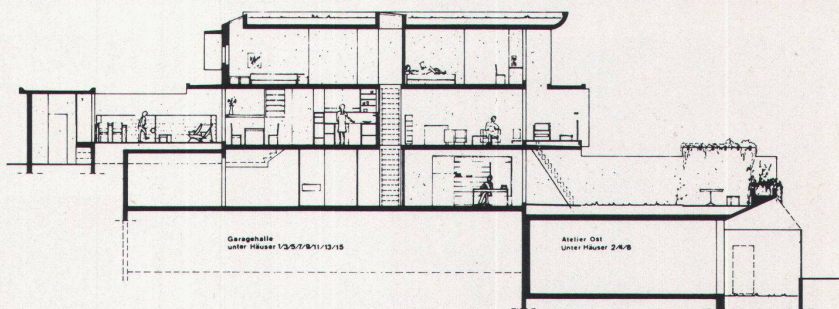 Garagehalle
unter Häuser 1/3/5/7/9/11/13/15
Atelier Ost
Unter Häuser 2/4/6